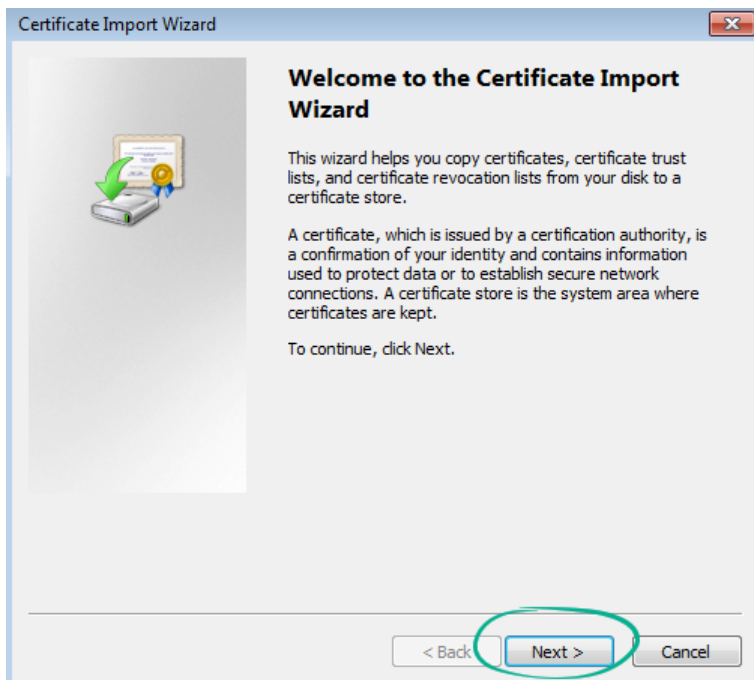 Certificate Import Wizard
Welcome to the Certificate Import
Wizard
This wizard helps you copy certificates, certificate trust
lists, and certificate revocation lists from your disk to a
certificate store.
A certificate, which is issued by a certification authority, is
a confirmation of your identity and contains information
used to protect data or to establish secure network
connections. A certificate store is the system area where
certificates are kept.
To continue, click Next.
< Back
Next >
Cancel